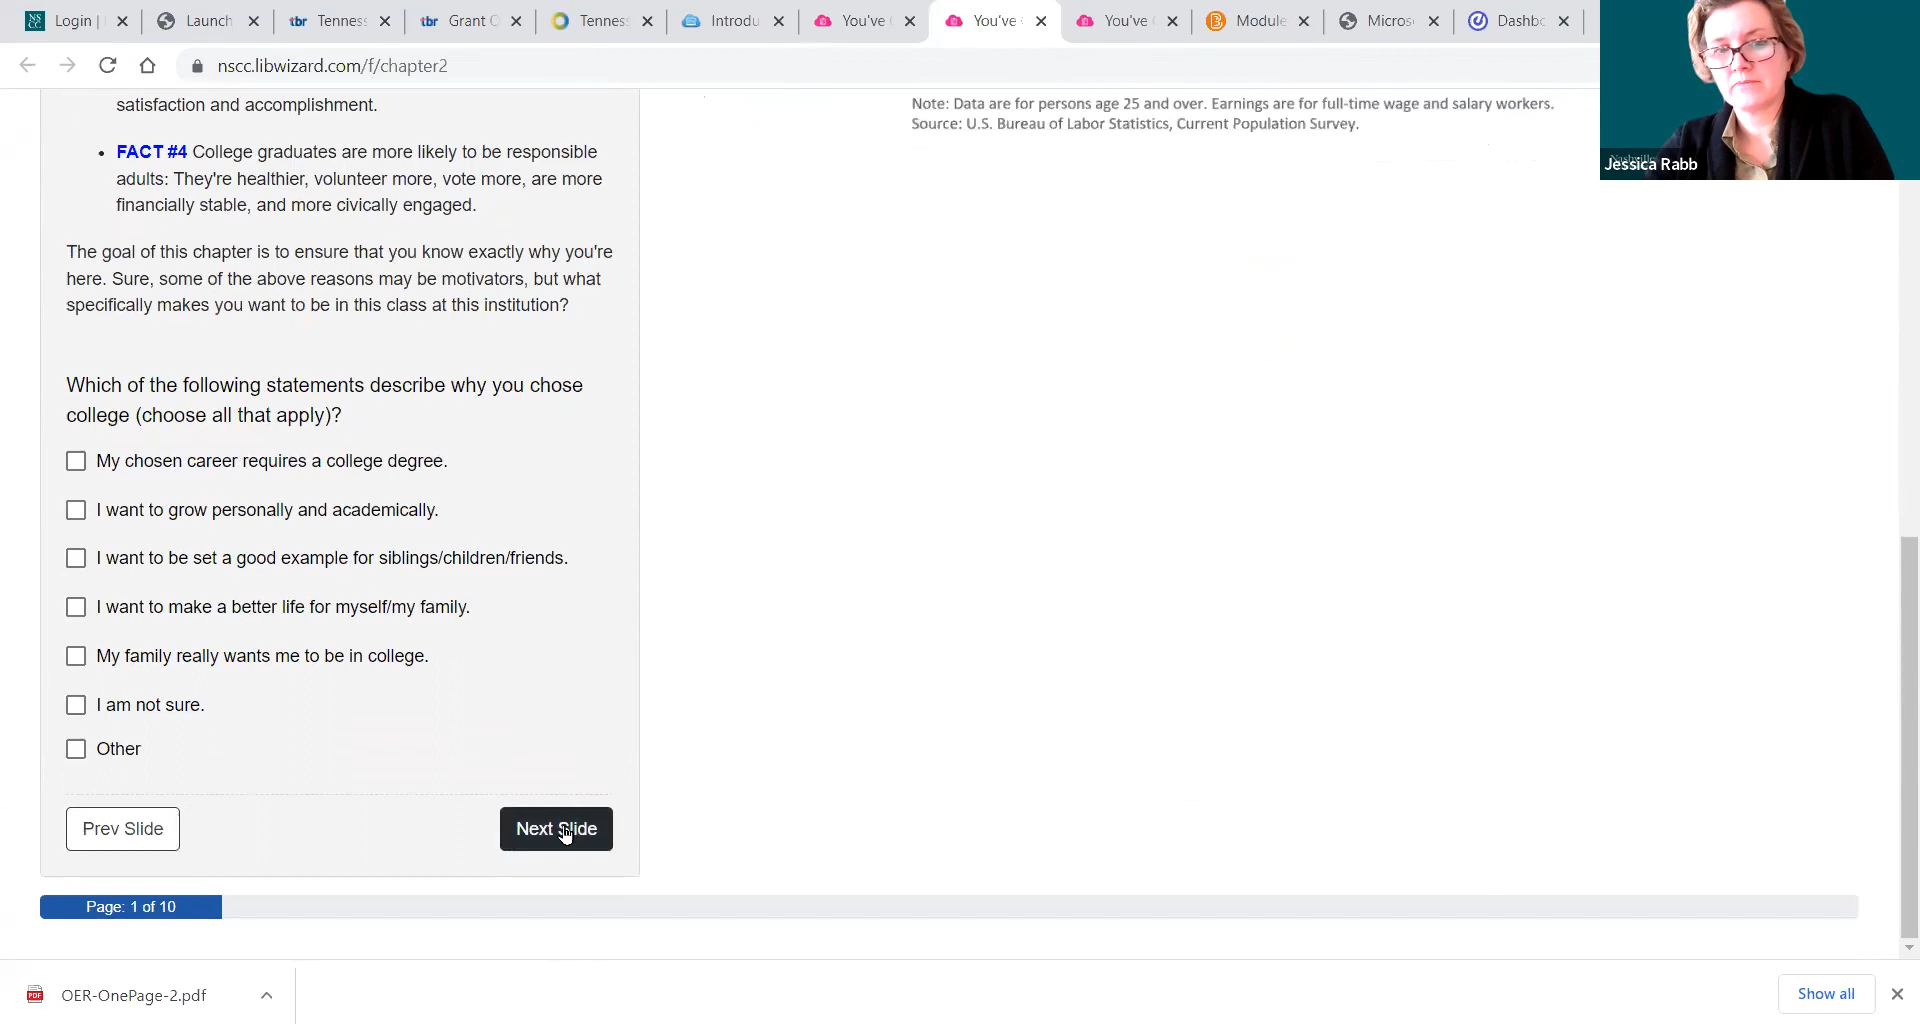 Login |
Launch
tbr Tenness
tbr Grant O
Tennes
Introdu
You've
You've
You've
Module
Micros
Dashbo
nscc.libwizard.com/f/chapter2
satisfaction and accomplishment.
• FACT #4 College graduates are more likely to be responsible
adults: They're healthier, volunteer more, vote more, are more
financially stable, and more civically engaged.
The goal of this chapter is to ensure that you know exactly why you're
here. Sure, some of the above reasons may be motivators, but what
specifically makes you want to be in this class at this institution?
Which of the following statements describe why you chose
college (choose all that apply)?
My chosen career requires a college degree.
I want to grow personally and academically.
I want to be set a good example for siblings/children/friends.
I want to make a better life for myself/my family.
My family really wants me to be in college.
I am not sure.
Other
Prev Slide
Next Slide
Page: 1 of 10
Note: Data are for persons age 25 and over. Earnings are for full-time wage and salary workers.
Source: U.S. Bureau of Labor Statistics, Current Population Survey.
Jessica Rabb
PDF
OER-OnePage-2.pdf
Show all